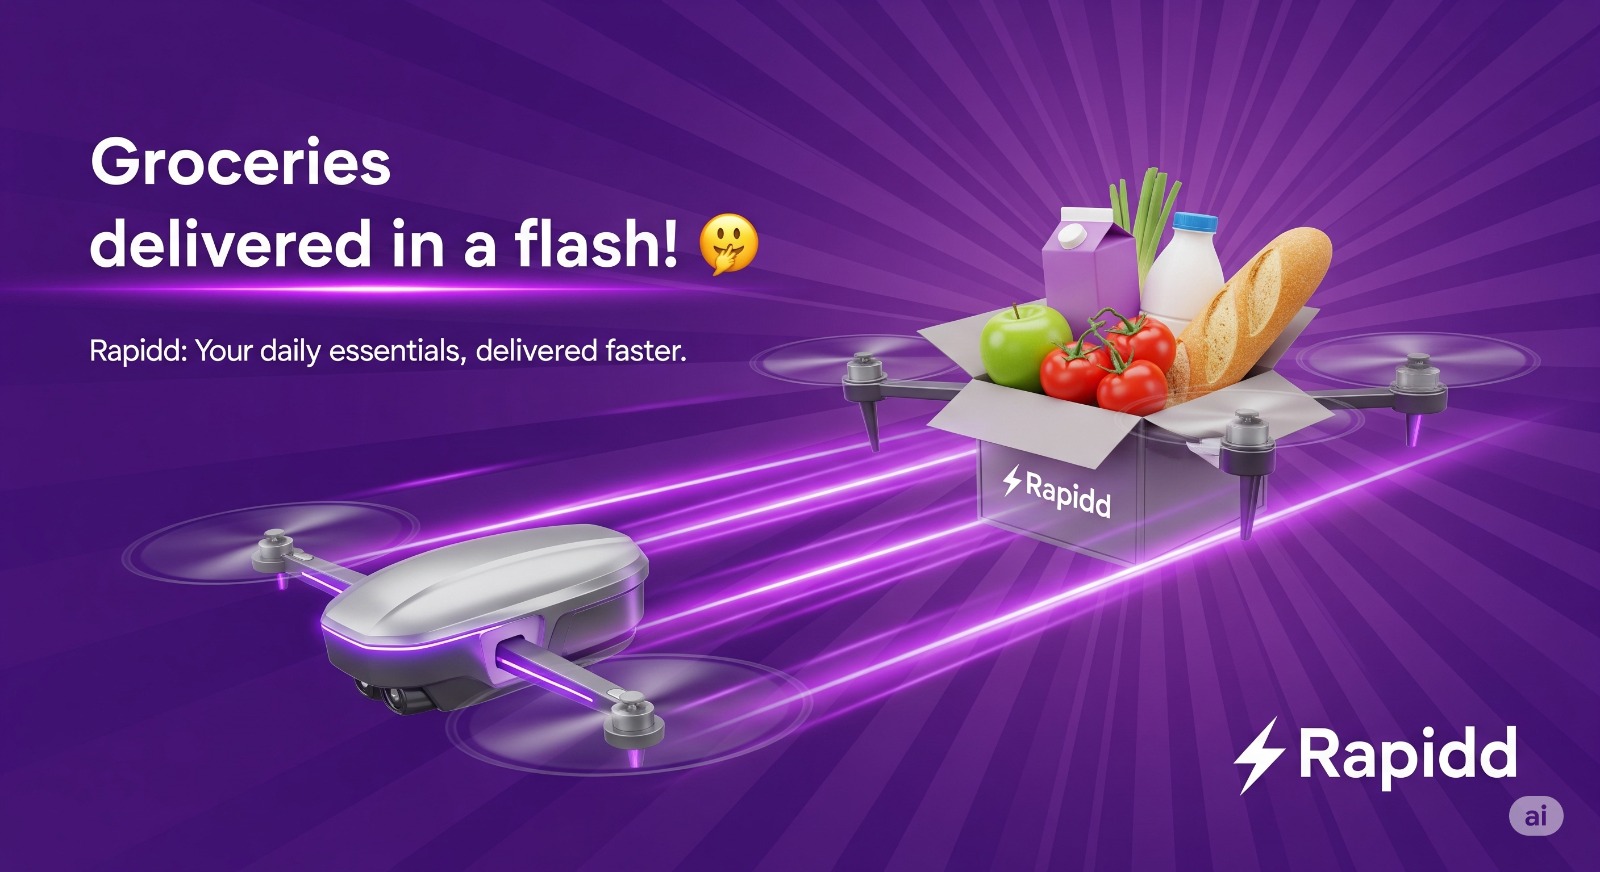 Groceries
delivered in a flash! 🤫
Rapidd: Your daily essentials, delivered faster.
Rapidd
Rapidd
ai